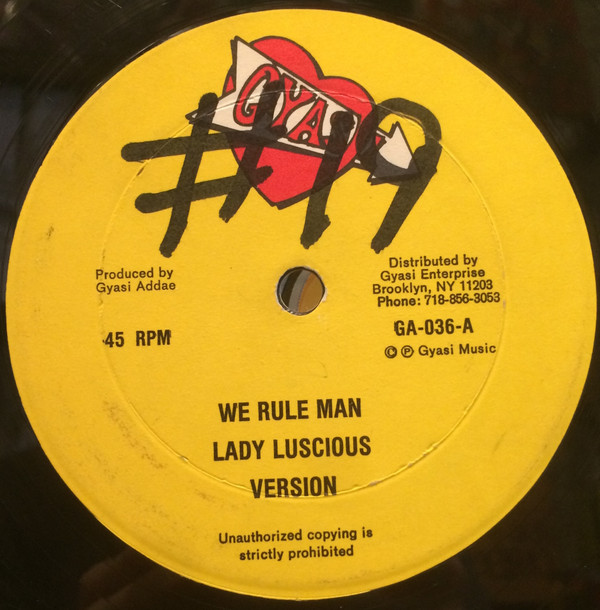 GYASI
#19
Produced by
Gyasi Addae
Distributed by
Gyasi Enterprise
Brooklyn, NY 11203
Phone: 718-856-3053
45 RPM
GA-036-A
© ℗ Gyasi Music
WE RULE MAN
LADY LUSCIOUS
VERSION
Unauthorized copying is
strictly prohibited